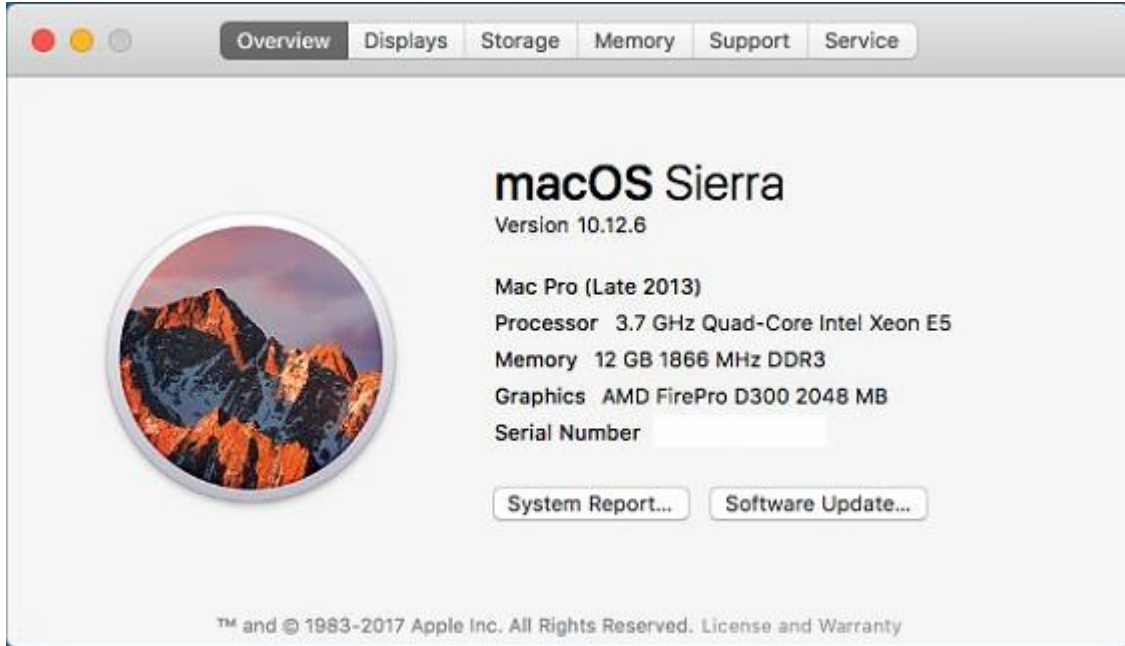 Overview Displays Storage Memory Support Service
macOS Sierra
Version 10.12.6
Mac Pro (Late 2013)
Processor 3.7 GHz Quad-Core Intel Xeon E5
Memory 12 GB 1866 MHz DDR3
Graphics AMD FirePro D300 2048 MB
Serial Number
System Report... Software Update...
™ and © 1983-2017 Apple Inc. All Rights Reserved. License and Warranty